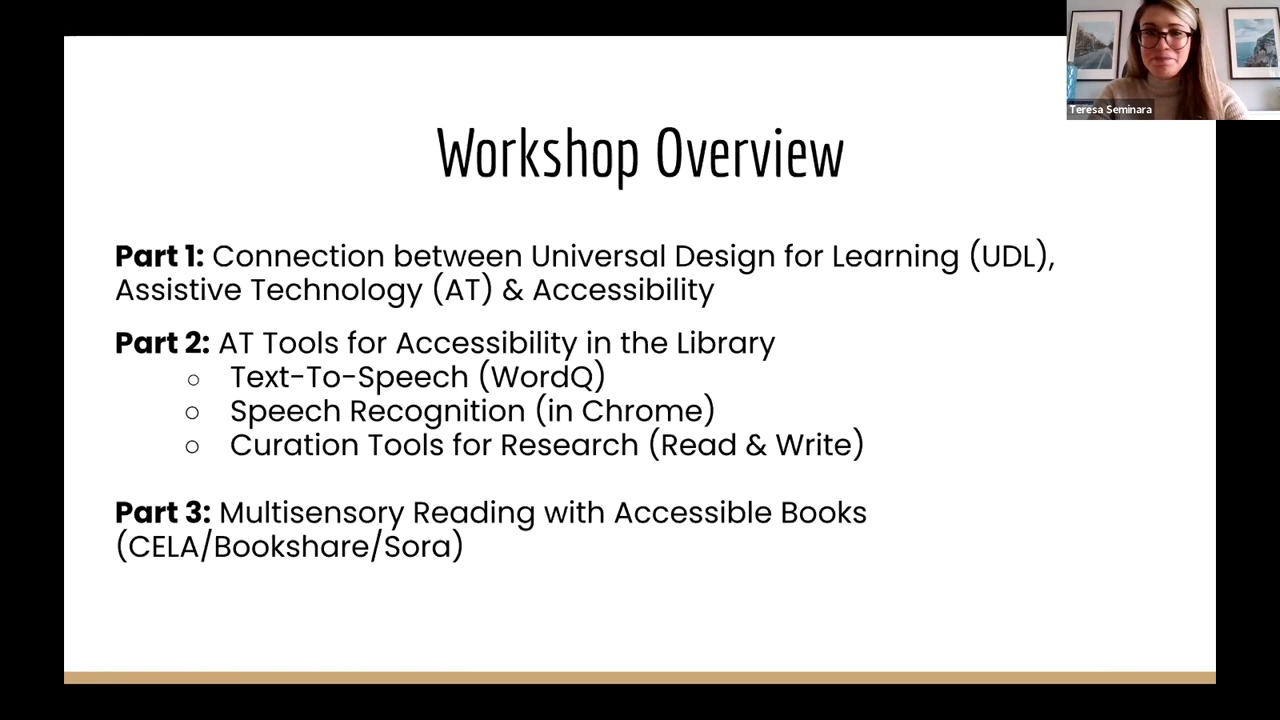 Teresa Seminara
Workshop Overview
Part 1: Connection between Universal Design for Learning (UDL),
Assistive Technology (AT) & Accessibility
Part 2: AT Tools for Accessibility in the Library
○ Text-To-Speech (WordQ)
○ Speech Recognition (in Chrome)
○ Curation Tools for Research (Read & Write)
Part 3: Multisensory Reading with Accessible Books
(CELA/Bookshare/Sora)